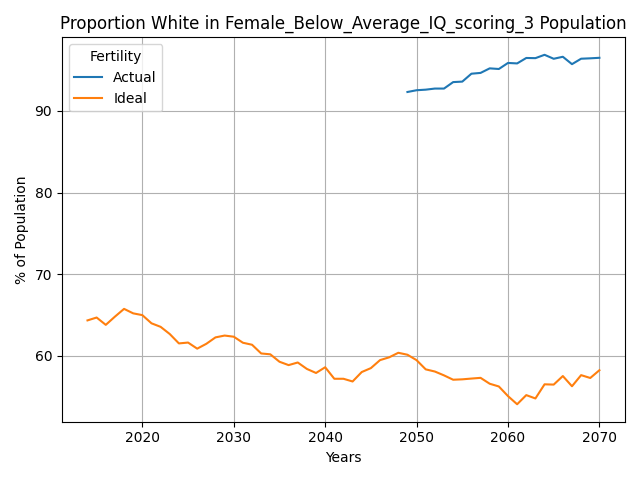 Proportion White in Female_Below_Average_IQ_scoring_3 Population
Fertility
Actual
Ideal
% of Population
90
80
70
60
2020
2030
2040
2050
2060
2070
Years